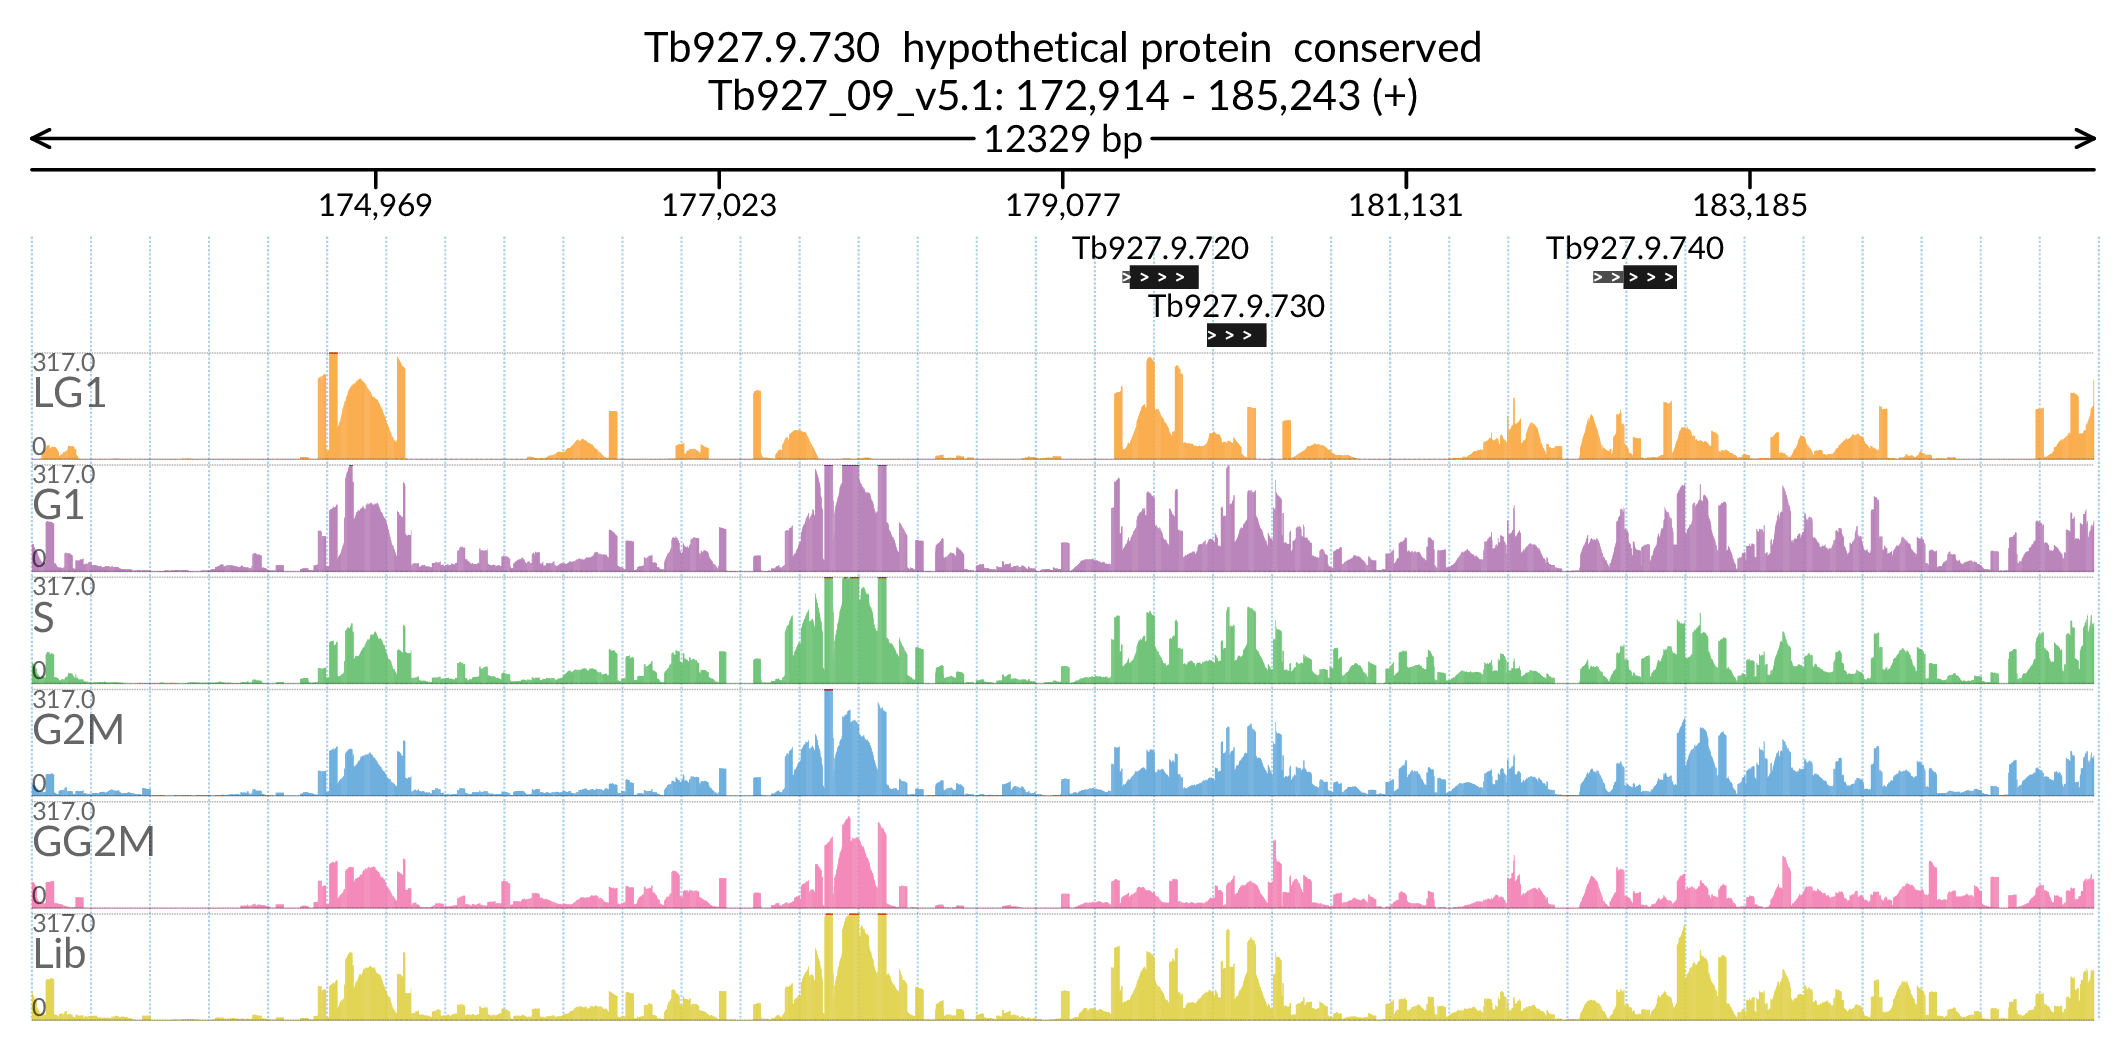 Tb927.9.730 hypothetical protein conserved
Tb927_09_v5.1: 172,914 - 185,243 (+)
12329 bp
174,969 177,023 179,077 181,131 183,185
Tb927.9.720 Tb927.9.740
> > > > > > > > > >
Tb927.9.730
> > >
317.0
LG1
0
317.0
G1
0
317.0
S
0
317.0
G2M
0
317.0
GG2M
0
317.0
Lib
0